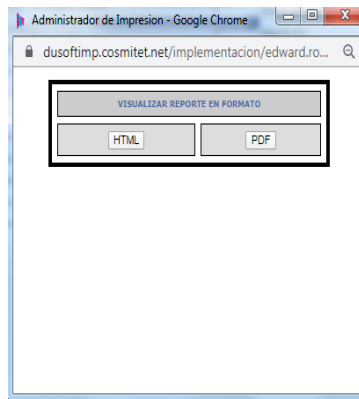 Administrador de Impresion - Google Chrome
dusoftimp.cosmitet.net/implementacion/edward.ro...
VISUALIZAR REPORTE EN FORMATO
HTML
PDF